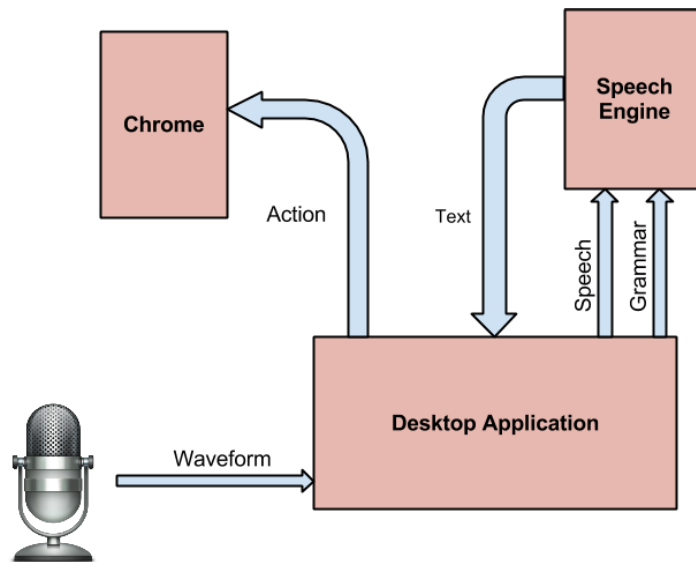 Speech
Engine
Chrome
Action
Text
Speech
Grammar
Desktop Application
Waveform